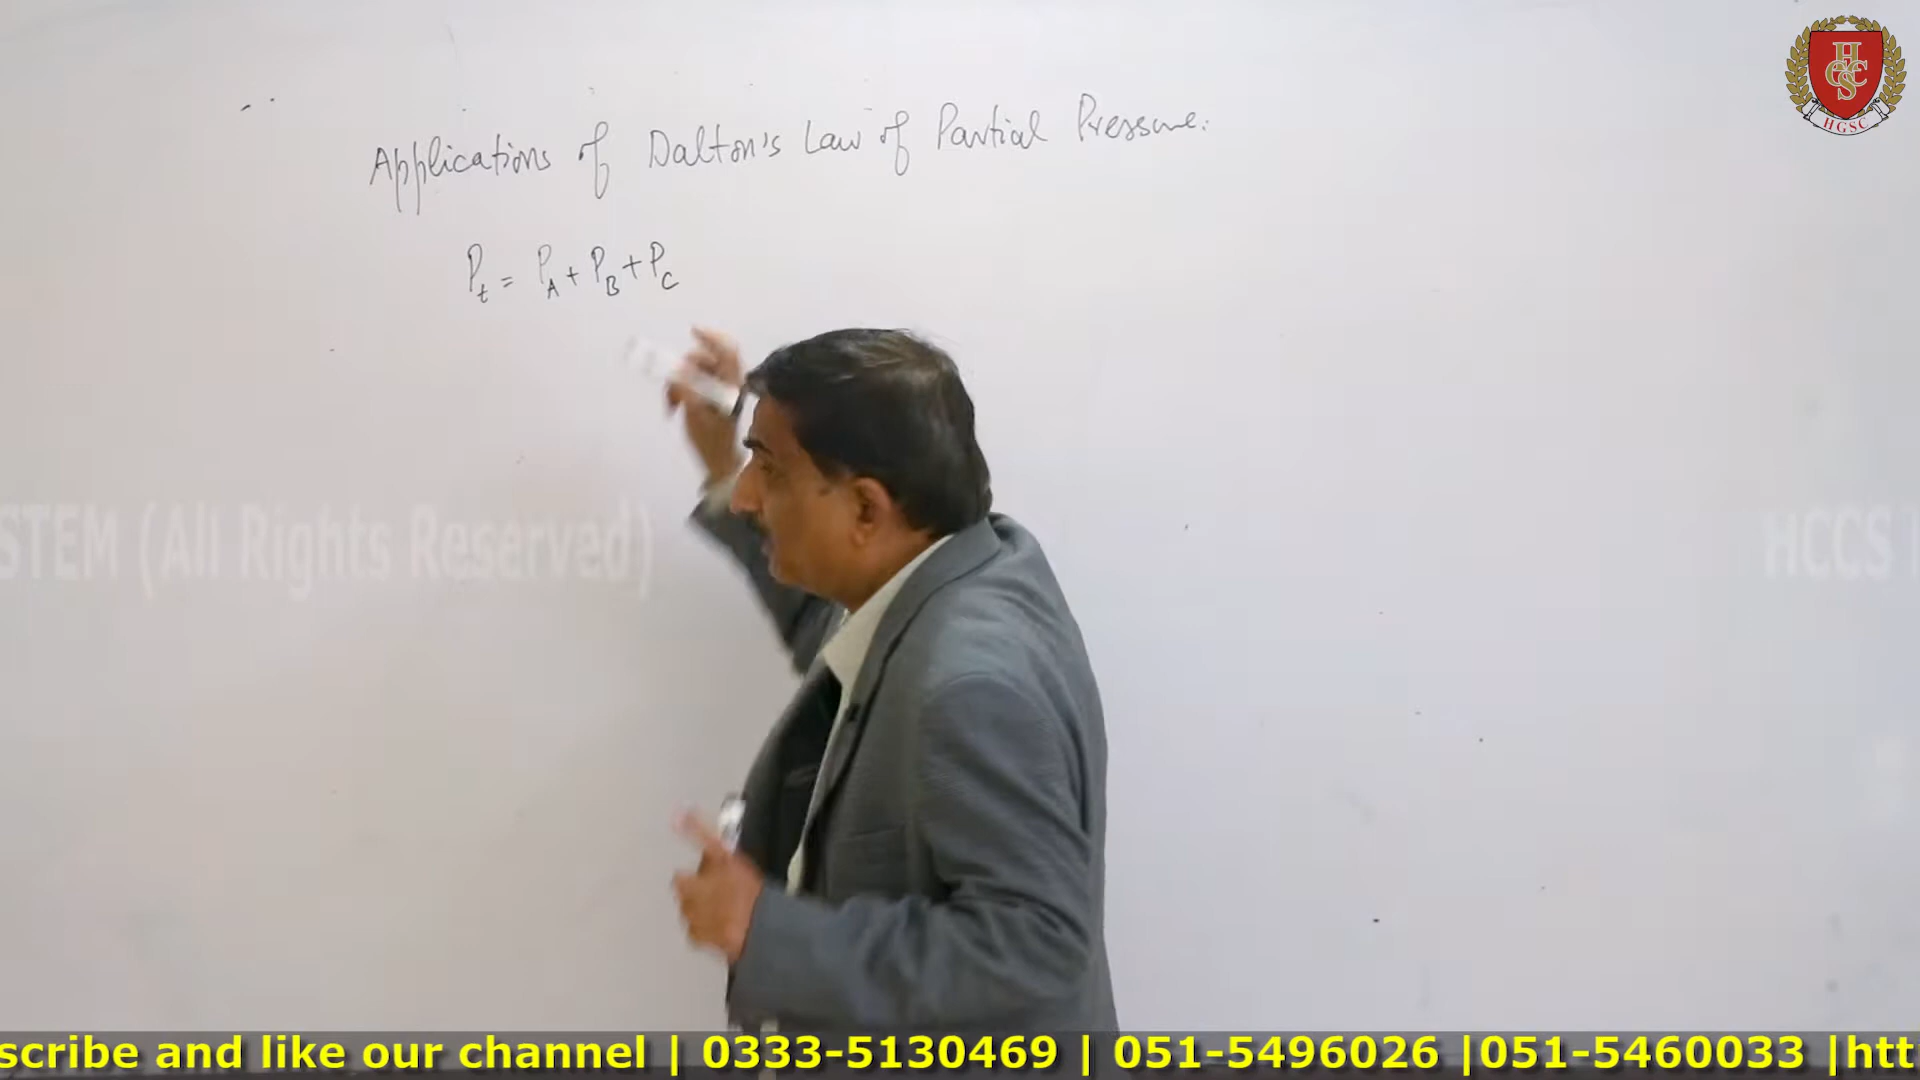 HGSC
Applications of Dalton's Law of Partial Pressure.
Pt = PA + PB + PC
STEM (All Rights Reserved)
HCCS
scribe and like our channel | 0333-5130469 | 051-5496026 |051-5460033 |htt